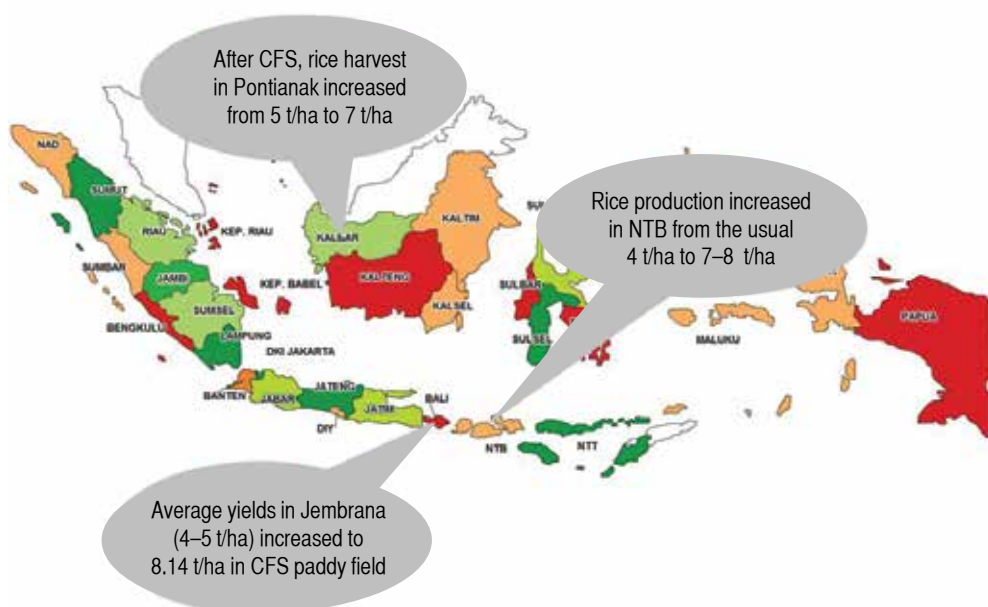 After CFS, rice harvest
in Pontianak increased
from 5 t/ha to 7 t/ha
Rice production increased
in NTB from the usual
4 t/ha to 7–8 t/ha
NAD
SUMUT
RIAU
KEP. RIAU
KALBAR
KALTIM
SUMBAR
JAMBI
KEP. BABEL
KALTENG
SULBAR
SUMSEL
KALSEL
BENGKULU
LAMPUNG
SULSEL
MALUKU
PAPUA
DKI JAKARTA
BANTEN
JABAR
JATENG
JATIM
BALI
DIY
NTB
NTT
Average yields in Jembrana
(4–5 t/ha) increased to
8.14 t/ha in CFS paddy field